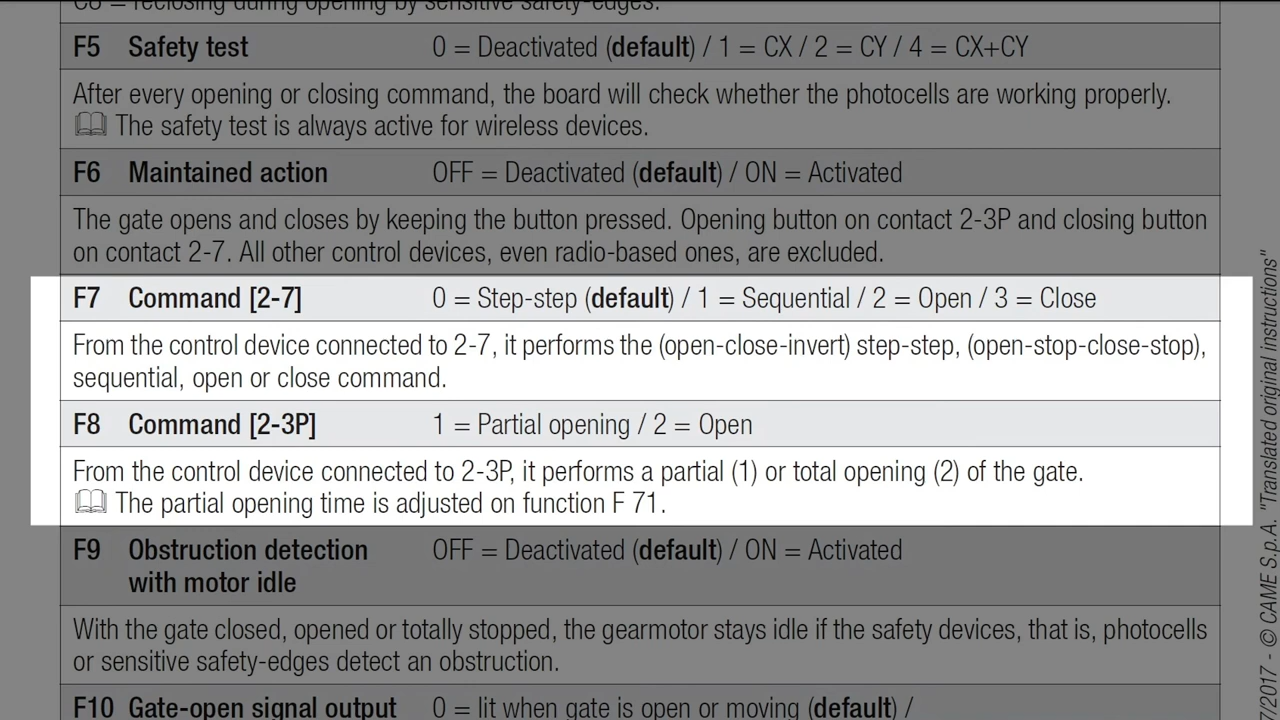 C0 = reclosing during opening by sensitive safety-edges.
F5 Safety test 0 = Deactivated (default) / 1 = CX / 2 = CY / 4 = CX+CY
After every opening or closing command, the board will check whether the photocells are working properly.
The safety test is always active for wireless devices.
F6 Maintained action OFF = Deactivated (default) / ON = Activated
The gate opens and closes by keeping the button pressed. Opening button on contact 2-3P and closing button
on contact 2-7. All other control devices, even radio-based ones, are excluded.
F7 Command [2-7] 0 = Step-step (default) / 1 = Sequential / 2 = Open / 3 = Close
From the control device connected to 2-7, it performs the (open-close-invert) step-step, (open-stop-close-stop),
sequential, open or close command.
F8 Command [2-3P] 1 = Partial opening / 2 = Open
From the control device connected to 2-3P, it performs a partial (1) or total opening (2) of the gate.
The partial opening time is adjusted on function F 71.
F9 Obstruction detection OFF = Deactivated (default) / ON = Activated
with motor idle
With the gate closed, opened or totally stopped, the gearmotor stays idle if the safety devices, that is, photocells
or sensitive safety-edges detect an obstruction.
F10 Gate-open signal output 0 = lit when gate is open or moving (default) /
7/2017 - © CAME S.p.A. "Translated original instructions"